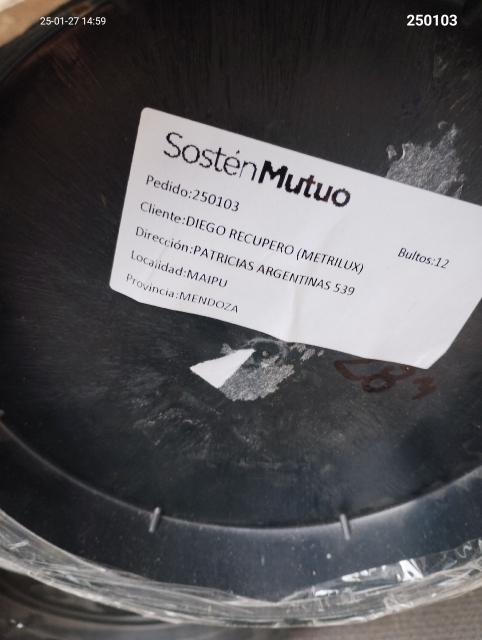 25-01-27 14:59
250103
SosténMutuo
Pedido:250103
Cliente:DIEGO RECUPERO (METRILUX)
Bultos:12
Dirección:PATRICIAS ARGENTINAS 539
Localidad:MAIPU
Provincia:MENDOZA